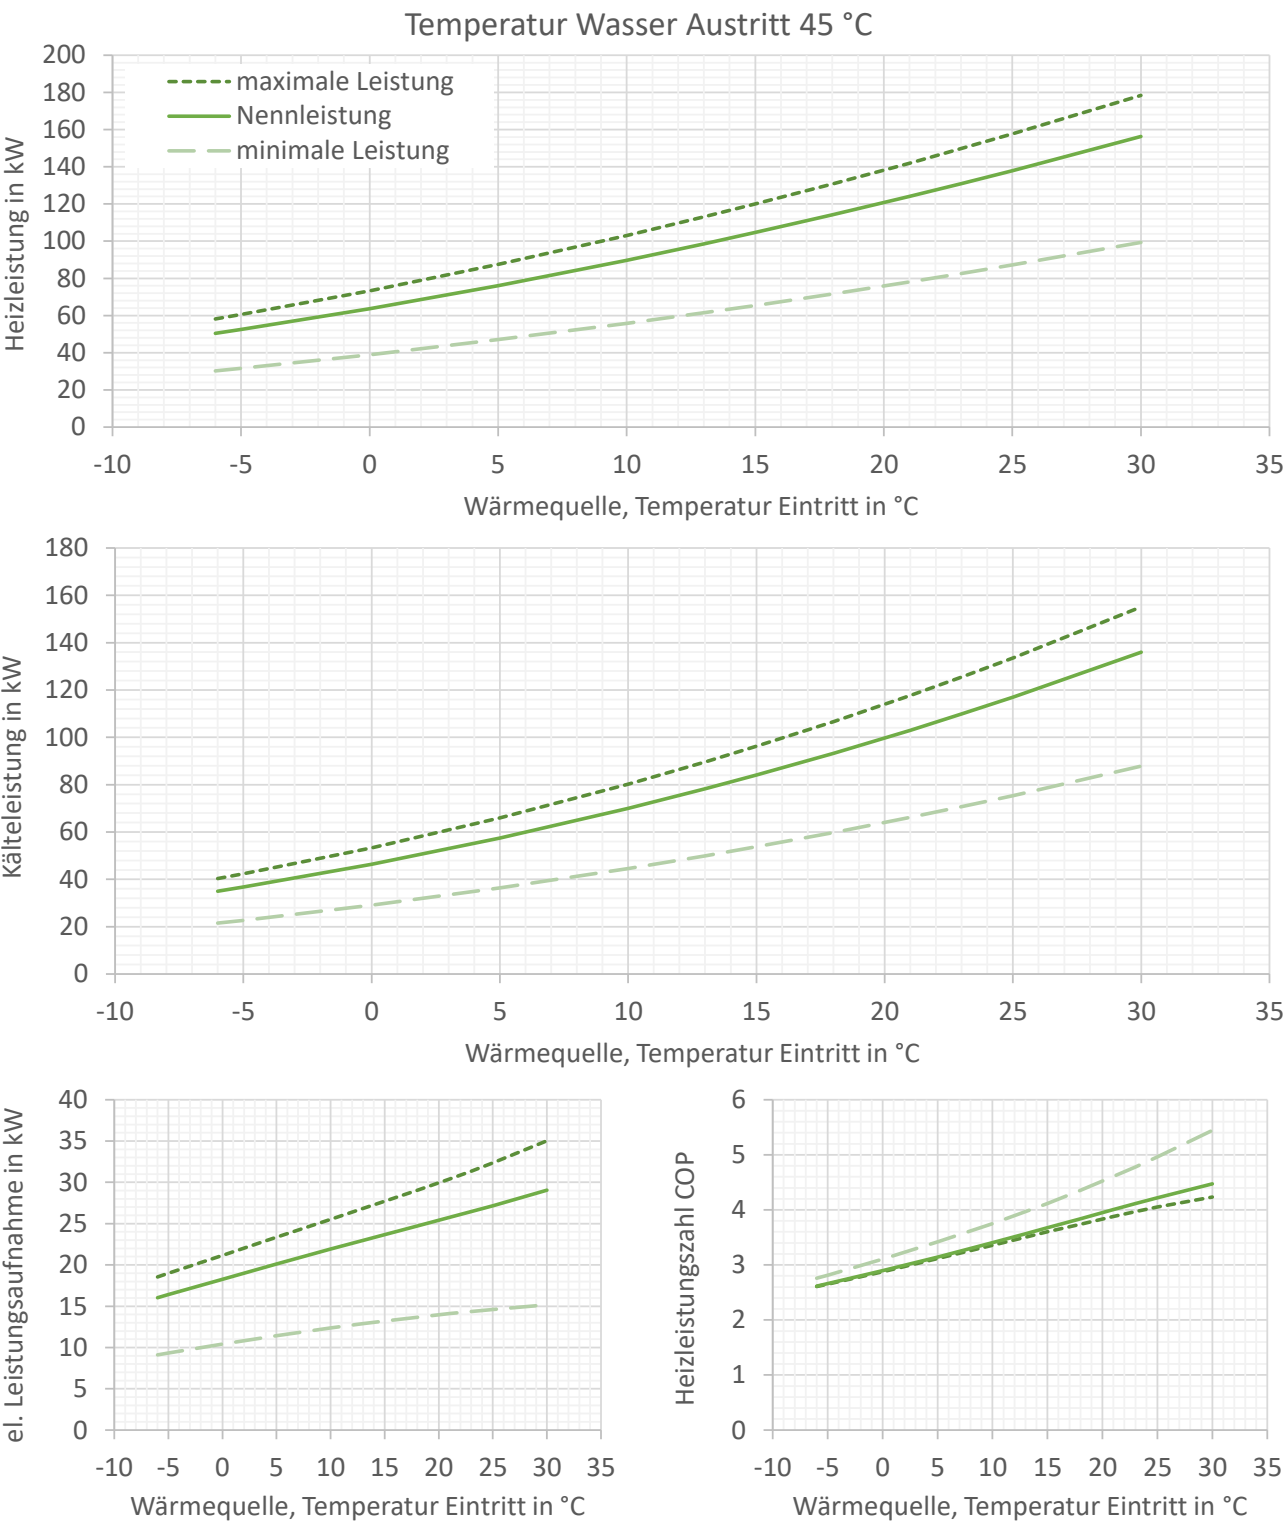 Temperatur Wasser Austritt 45 °C
Heizleistung in kW
200
180
160
140
120
100
80
60
40
20
0
maximale Leistung
Nennleistung
minimale Leistung
-10 -5 0 5 10 15 20 25 30 35
Wärmequelle, Temperatur Eintritt in °C
Kälteleistung in kW
180
160
140
120
100
80
60
40
20
0
-10 -5 0 5 10 15 20 25 30 35
Wärmequelle, Temperatur Eintritt in °C
el. Leistungsaufnahme in kW
40
35
30
25
20
15
10
5
0
-10 -5 0 5 10 15 20 25 30 35
Wärmequelle, Temperatur Eintritt in °C
Heizleistungszahl COP
6
5
4
3
2
1
0
-10 -5 0 5 10 15 20 25 30 35
Wärmequelle, Temperatur Eintritt in °C